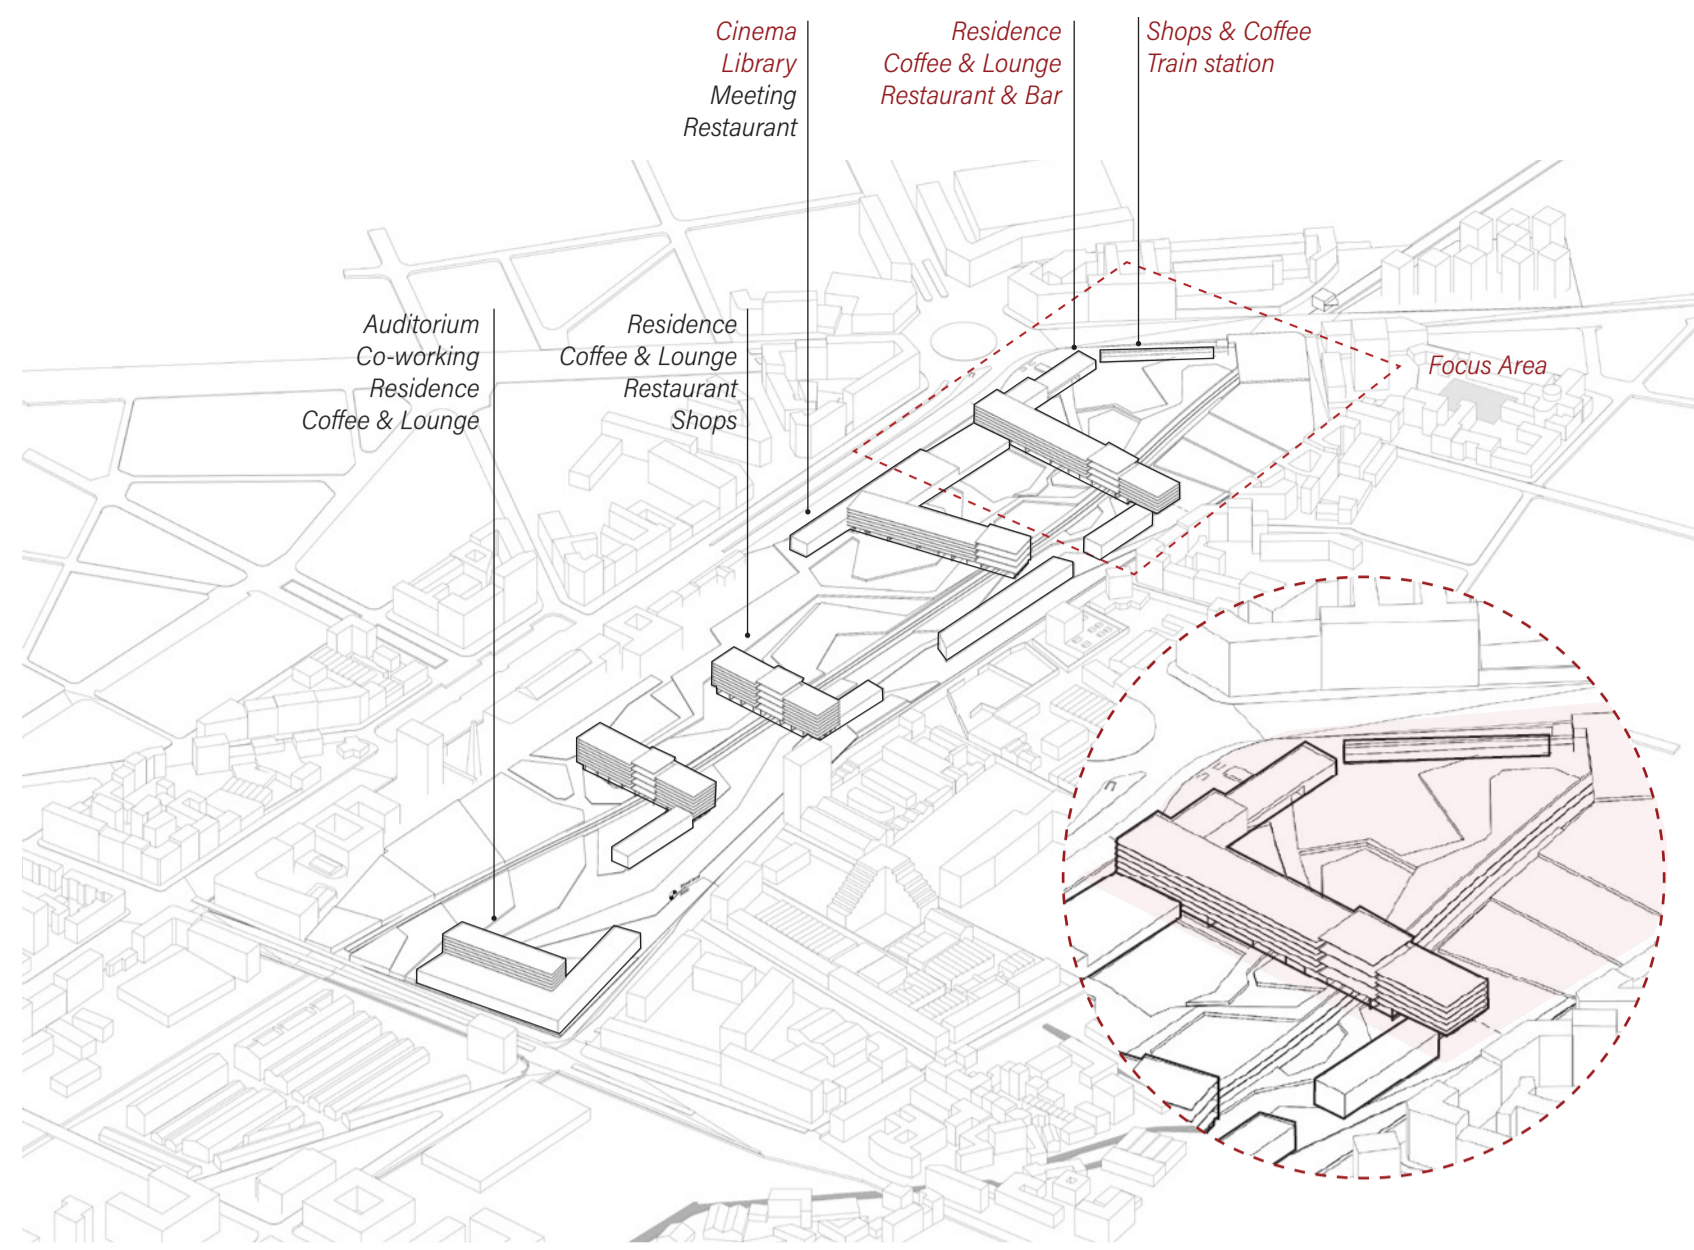 Cinema
Library
Meeting
Restaurant
Residence
Coffee & Lounge
Restaurant & Bar
Shops & Coffee
Train station
Auditorium
Co-working
Residence
Coffee & Lounge
Residence
Coffee & Lounge
Restaurant
Shops
Focus Area